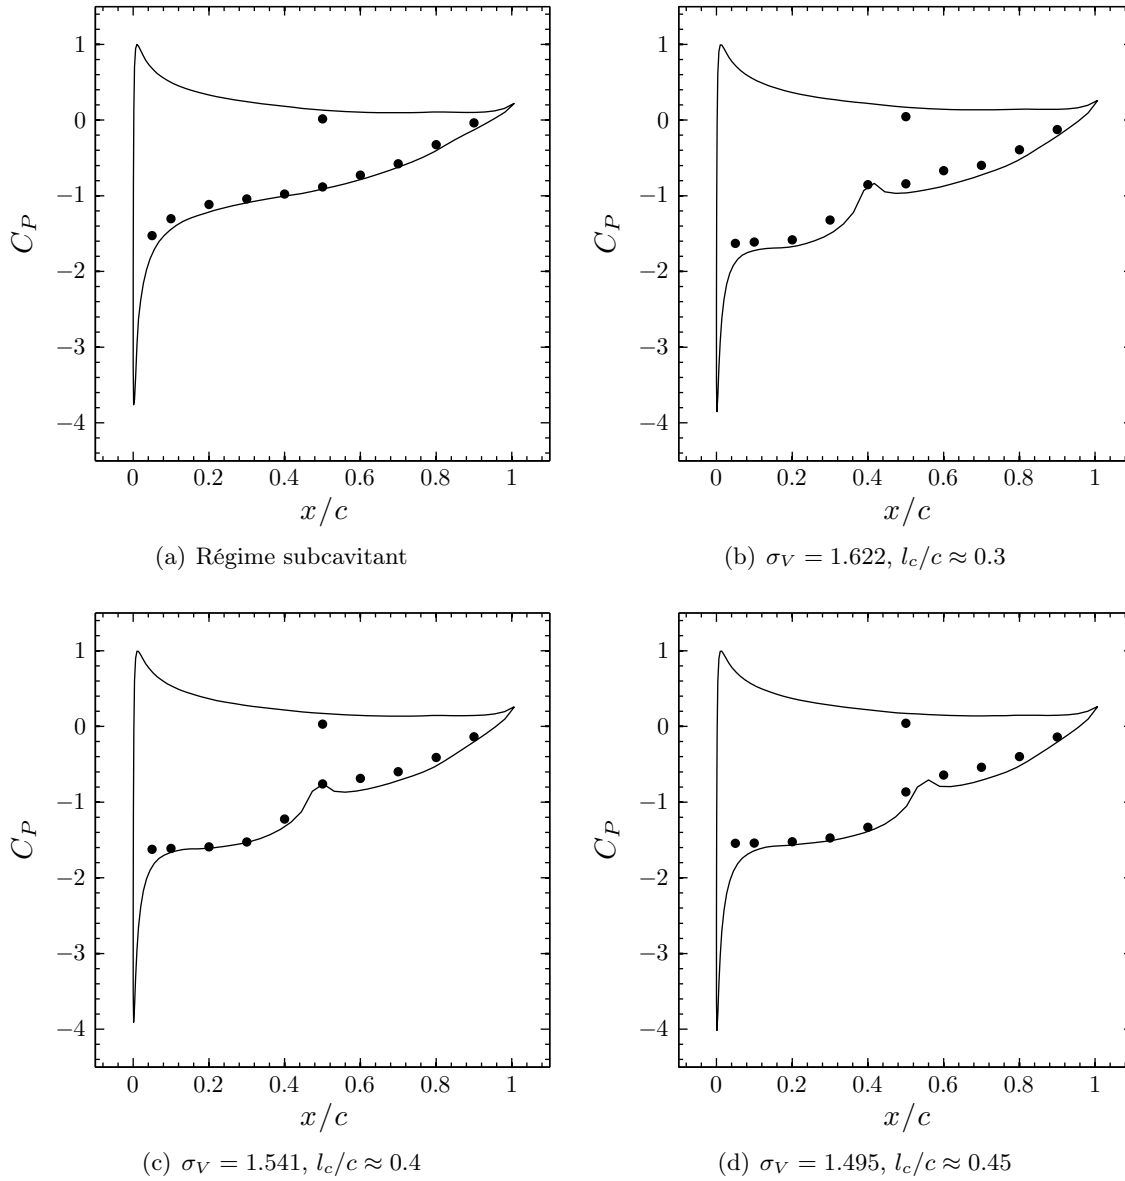 1
0
−1
−2
−3
−4
C_P
0 0.2 0.4 0.6 0.8 1
x/c
(a) Régime subcavitant
1
0
−1
−2
−3
−4
C_P
0 0.2 0.4 0.6 0.8 1
x/c
(b) σ_V = 1.622, l_c/c ≈ 0.3
1
0
−1
−2
−3
−4
C_P
0 0.2 0.4 0.6 0.8 1
x/c
(c) σ_V = 1.541, l_c/c ≈ 0.4
1
0
−1
−2
−3
−4
C_P
0 0.2 0.4 0.6 0.8 1
x/c
(d) σ_V = 1.495, l_c/c ≈ 0.45